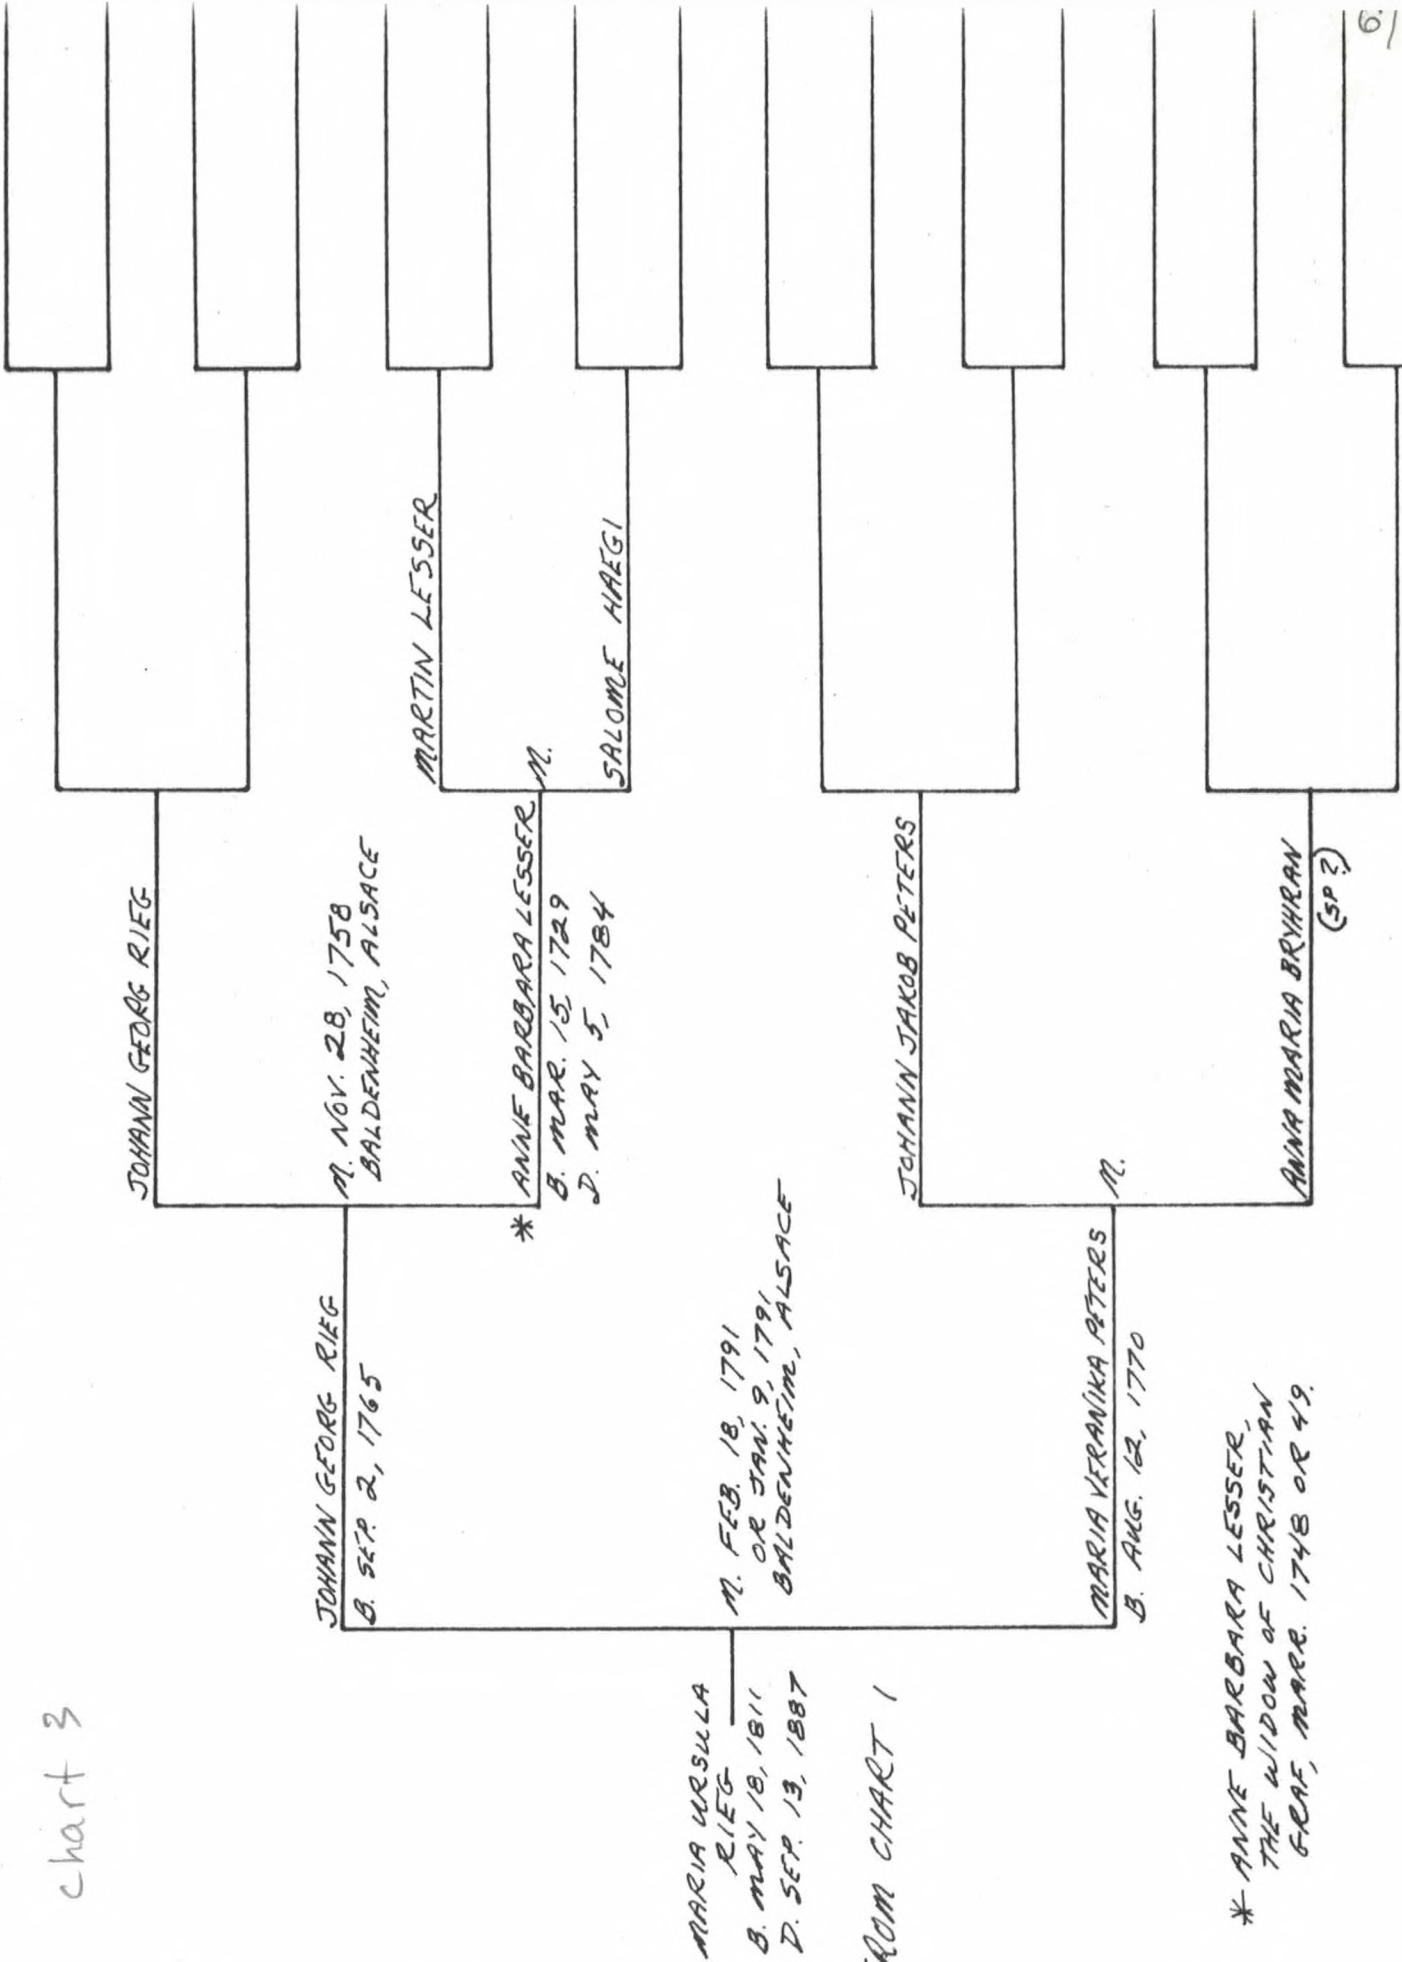 chart 3
JOHANN GEORG RIEG
M. NOV. 28, 1758
BALDENHEIM, ALSACE
MARTIN LESSER
* ANNE BARBARA LESSER
M.
B. MAR. 15, 1729
D. MAY 5, 1784
SALOME HAEGI
JOHANN GEORG RIEG
B. SEP. 2, 1765
MARIA URSULA
RIEG
B. MAY 18, 1811
D. SEP. 13, 1887
M. FEB. 18, 1791
OR JAN. 9, 1791
BALDENHEIM, ALSACE
ROM CHART 1
JOHANN JAKOB PETERS
MARIA VERANIKA PETERS
M.
B. AUG. 12, 1770
ANNA MARIA BRYHRAN
(SP?)
* ANNE BARBARA LESSER,
THE WIDOW OF CHRISTIAN
GRAF, MARR. 1748 OR 49.